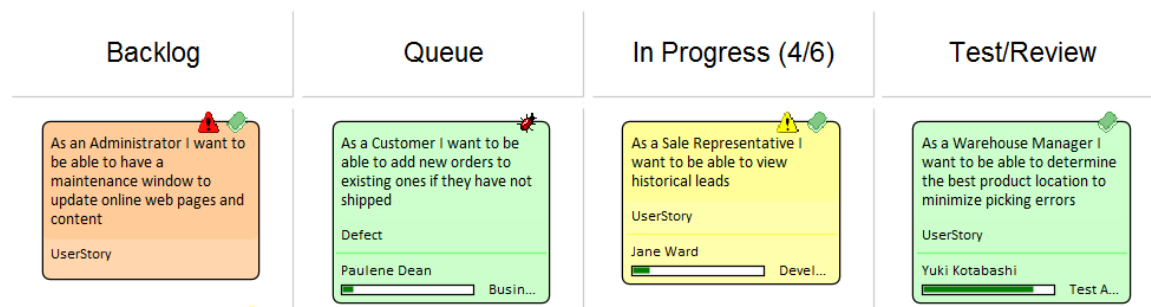 Backlog
Queue
In Progress (4/6)
Test/Review
As an Administrator I want to
be able to have a
maintenance window to
update online web pages and
content
UserStory
As a Customer I want to be
able to add new orders to
existing ones if they have not
shipped
Defect
Paulene Dean
Busin...
As a Sale Representative I
want to be able to view
historical leads
UserStory
Jane Ward
Devel...
As a Warehouse Manager I
want to be able to determine
the best product location to
minimize picking errors
UserStory
Yuki Kotabashi
Test A...